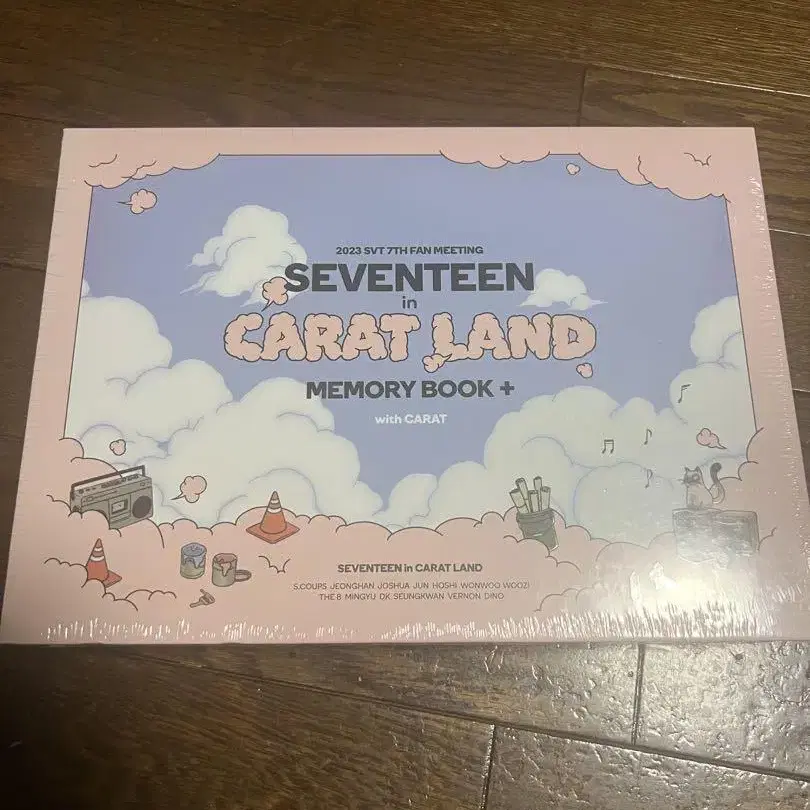 2023 SVT 7TH FAN MEETING
SEVENTEEN
in
CARAT LAND
MEMORY BOOK +
with CARAT
SEVENTEEN in CARAT LAND
S.COUPS JEONGHAN JOSHUA JUN HOSHI WONWOO WOOZI
THE 8 MINGYU DK SEUNGKWAN VERNON DINO